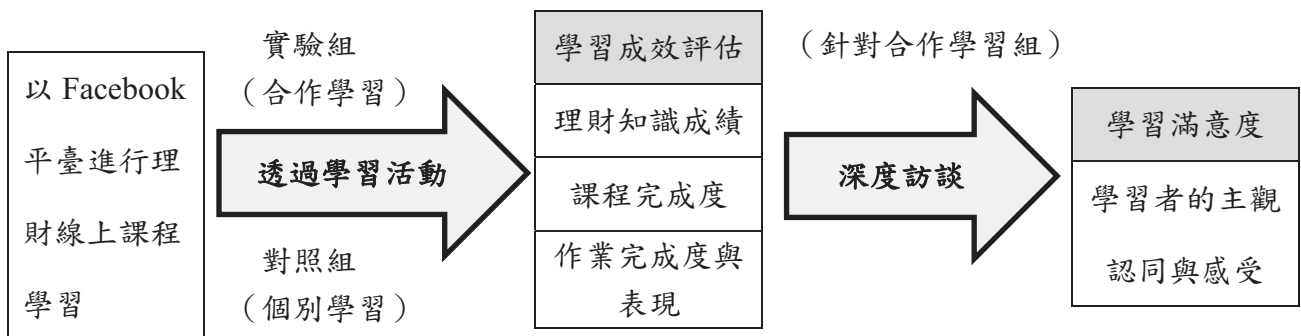 以 Facebook
平臺進行理
財線上課程
學習
實驗組
（合作學習）
透過學習活動
對照組
（個別學習）
學習成效評估
理財知識成績
課程完成度
作業完成度與
表現
（針對合作學習組）
深度訪談
學習滿意度
學習者的主觀
認同與感受